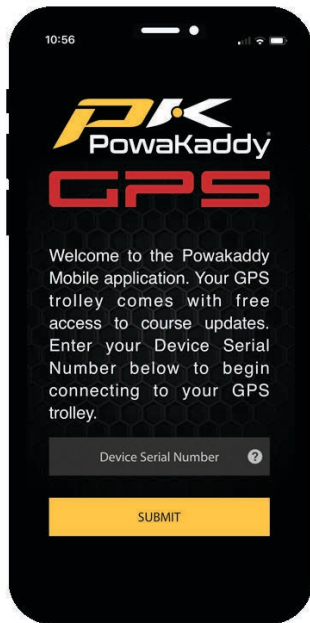 10:56
PK
PowaKaddy
GPS
Welcome to the Powakaddy
Mobile application. Your GPS
trolley comes with free
access to course updates.
Enter your Device Serial
Number below to begin
connecting to your GPS
trolley.
Device Serial Number ?
SUBMIT